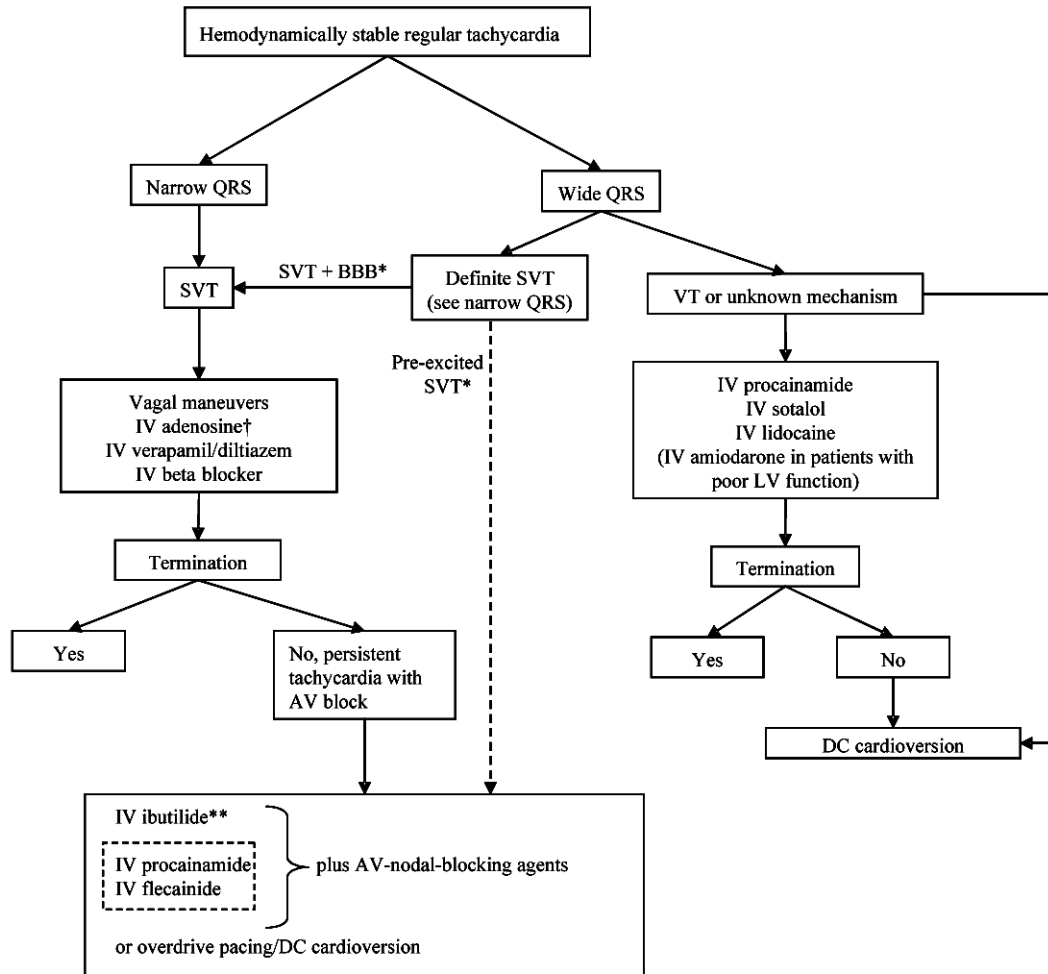 Hemodynamically stable regular tachycardia
Narrow QRS
Wide QRS
SVT + BBB*
SVT
Definite SVT
(see narrow QRS)
VT or unknown mechanism
Pre-excited
SVT*
Vagal maneuvers
IV adenosine†
IV verapamil/diltiazem
IV beta blocker
IV procainamide
IV sotalol
IV lidocaine
(IV amiodarone in patients with
poor LV function)
Termination
Termination
Yes
No, persistent
tachycardia with
AV block
Yes
No
DC cardioversion
IV ibutilide**
IV procainamide
IV flecainide
plus AV-nodal-blocking agents
or overdrive pacing/DC cardioversion